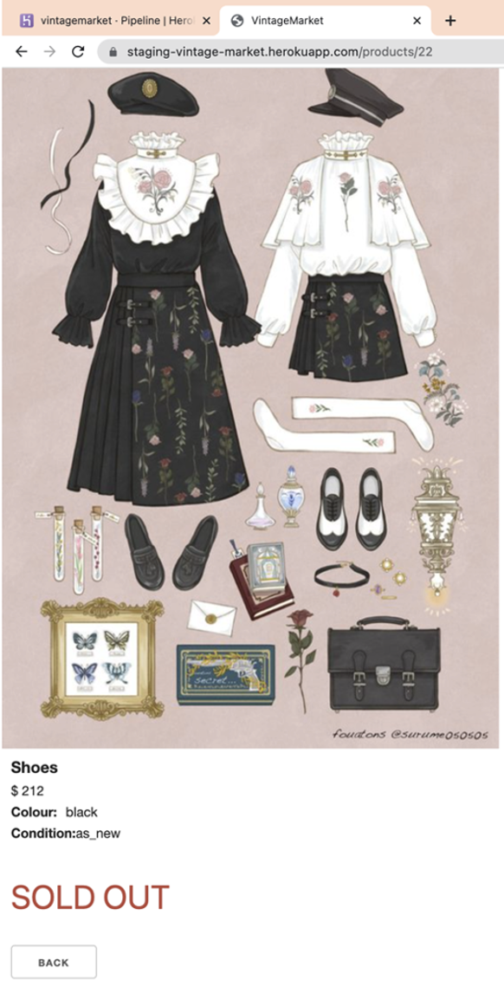 vintagemarket · Pipeline | Hero
VintageMarket
staging-vintage-market.herokuapp.com/products/22
secret...
@surume050505
Shoes
$ 212
Colour: black
Condition:as_new
SOLD OUT
BACK